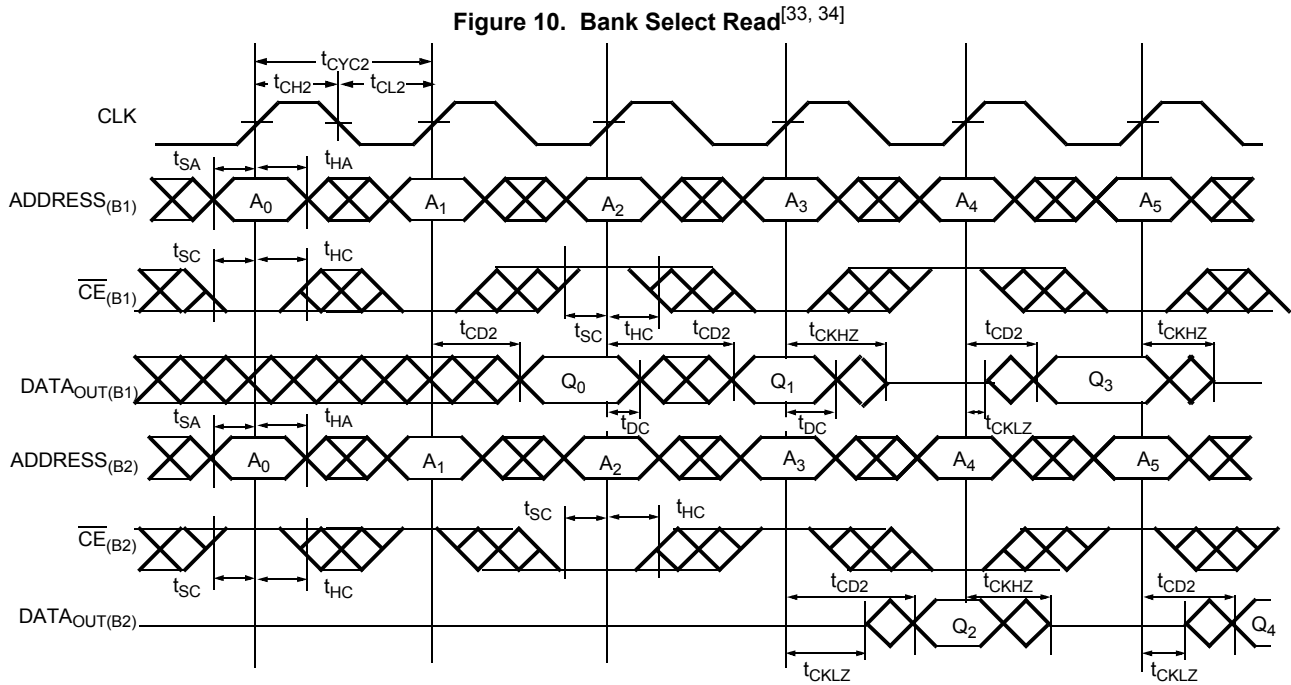 Figure 10. Bank Select Read[33, 34]
tCYC2
tCH2 tCL2
CLK
tSA tHA
ADDRESS(B1) A0 A1 A2 A3 A4 A5
tSC tHC
CE(B1)
tCD2 tSC tHC tCD2 tCKHZ tCD2 tCKHZ
DATAOUT(B1) Q0 Q1 Q3
tSA tHA tDC tDC tCKLZ
ADDRESS(B2) A0 A1 A2 A3 A4 A5
tSC tHC
CE(B2)
tSC tHC tCD2 tCKHZ tCD2
DATAOUT(B2) Q2 Q4
tCKLZ tCKLZ